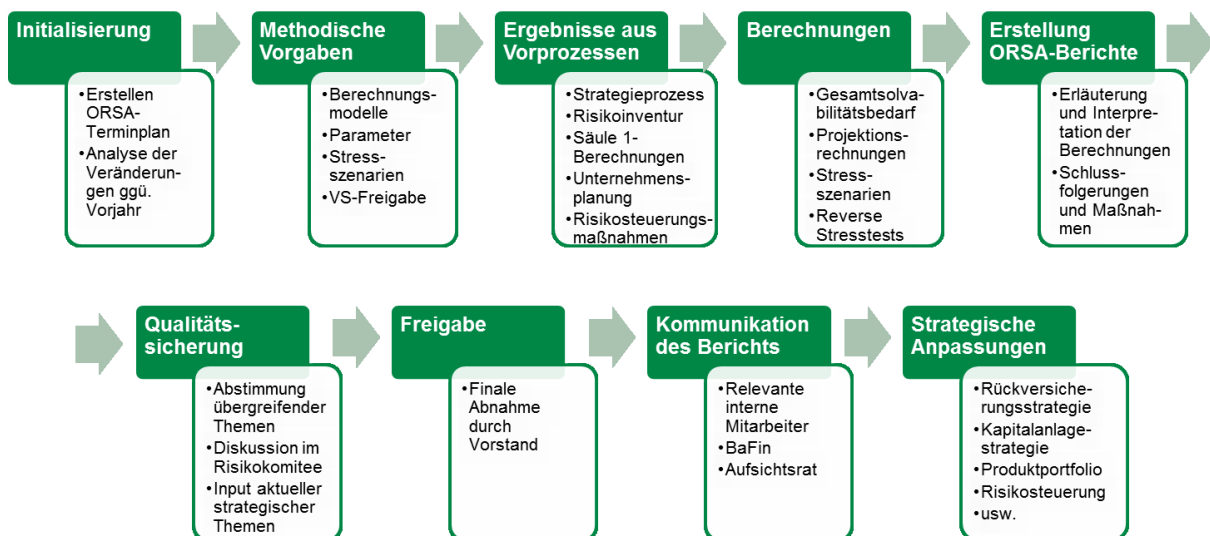 Initialisierung
•Erstellen
ORSA-
Terminplan
•Analyse der
Veränderun-
gen ggü.
Vorjahr
Methodische
Vorgaben
•Berechnungs-
modelle
•Parameter
•Stress-
szenarien
•VS-Freigabe
Ergebnisse aus
Vorprozessen
•Strategieprozess
•Risikoinventur
•Säule 1-
Berechnungen
•Unternehmens-
planung
•Risikosteuerungs-
maßnahmen
Berechnungen
•Gesamtsolva-
bilitätsbedarf
•Projektions-
rechnungen
•Stress-
szenarien
•Reverse
Stresstests
Erstellung
ORSA-Berichte
•Erläuterung
und Interpre-
tation der
Berechnungen
•Schluss-
folgerungen
und Maßnah-
men
Qualitäts-
sicherung
•Abstimmung
übergreifender
Themen
•Diskussion im
Risikokomitee
•Input aktueller
strategischer
Themen
Freigabe
•Finale
Abnahme
durch
Vorstand
Kommunikation
des Berichts
•Relevante
interne
Mitarbeiter
•BaFin
•Aufsichtsrat
Strategische
Anpassungen
•Rückversiche-
rungsstrategie
•Kapitalanlage-
strategie
•Produktportfolio
•Risikosteuerung
•usw.